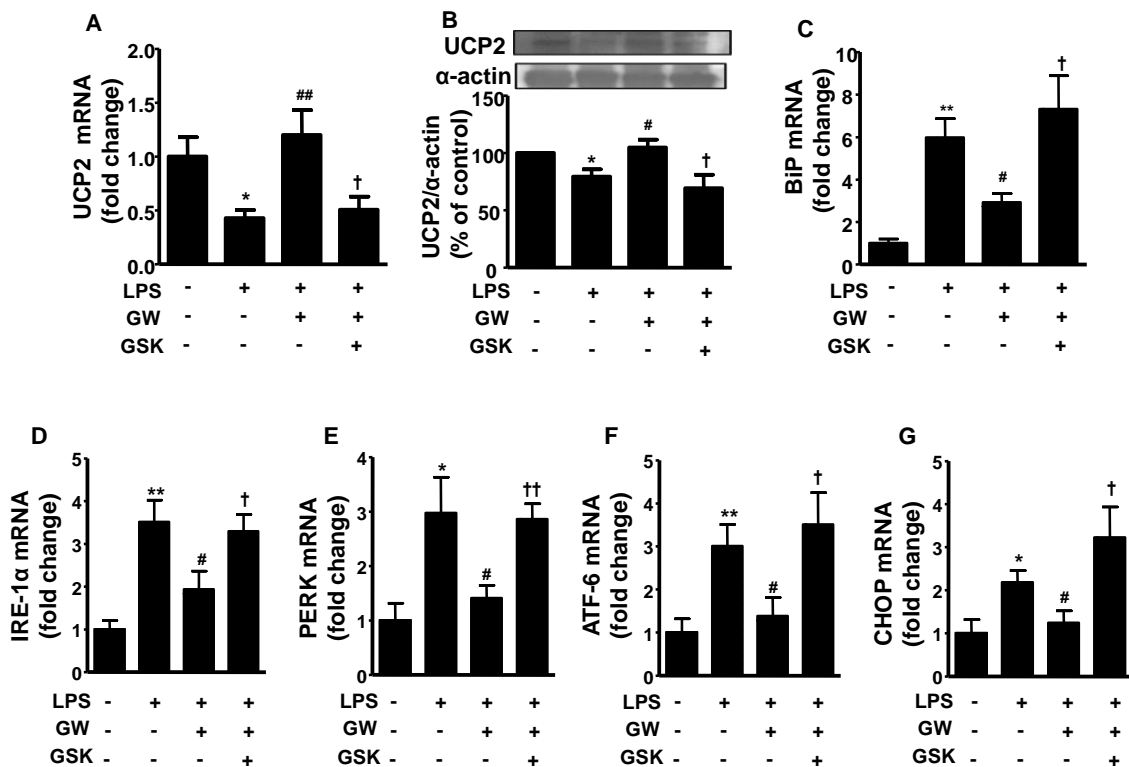 A
UCP2 mRNA
(fold change)
2.0
1.5
1.0
0.5
0.0
*
##
†
LPS - + + +
GW - - + +
GSK - - - +
B
UCP2
α-actin
UCP2/α-actin
(% of control)
150
100
50
0
*
#
†
LPS - + + +
GW - - + +
GSK - - - +
C
BiP mRNA
(fold change)
10
8
6
4
2
0
**
#
†
LPS - + + +
GW - - + +
GSK - - - +
D
IRE-1α mRNA
(fold change)
5
4
3
2
1
0
**
#
†
LPS - + + +
GW - - + +
GSK - - - +
E
PERK mRNA
(fold change)
4
3
2
1
0
*
#
††
LPS - + + +
GW - - + +
GSK - - - +
F
ATF-6 mRNA
(fold change)
5
4
3
2
1
0
**
#
†
LPS - + + +
GW - - + +
GSK - - - +
G
CHOP mRNA
(fold change)
5
4
3
2
1
0
*
#
†
LPS - + + +
GW - - + +
GSK - - - +